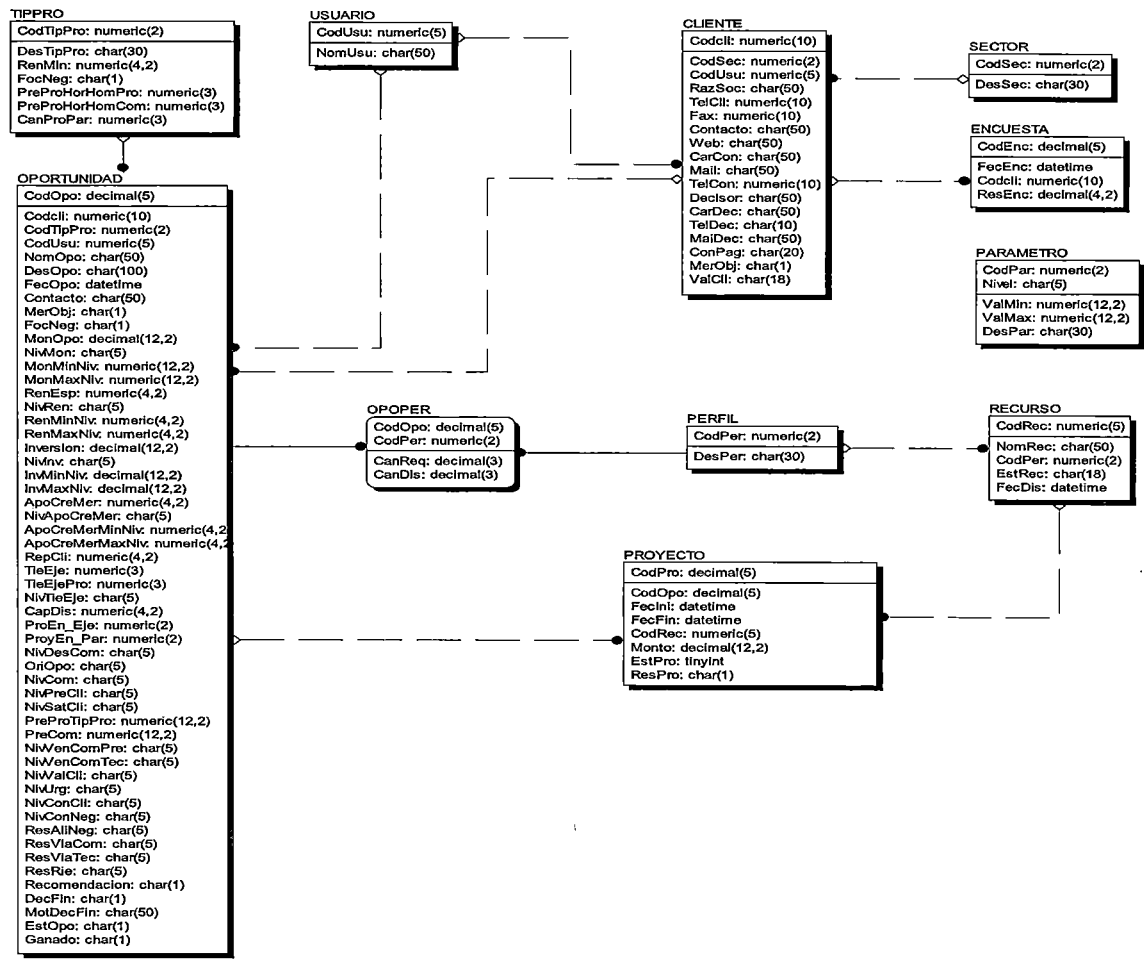 TIPPRO
CodTipPro: numeric(2)
DesTipPro: char(30)
RenMin: numeric(4,2)
FocNeg: char(1)
PreProHorHomPro: numeric(3)
PreProHorHomCom: numeric(3)
CanProPar: numeric(3)
USUARIO
CodUsu: numeric(5)
NomUsu: char(50)
CLIENTE
Codcli: numeric(10)
CodSec: numeric(2)
CodUsu: numeric(5)
RazSoc: char(50)
TelCli: numeric(10)
Fax: numeric(10)
Contacto: char(50)
Web: char(50)
CarCon: char(50)
Mail: char(50)
TelCon: numeric(10)
Decisor: char(50)
CarDec: char(50)
TelDec: char(10)
MaiDec: char(50)
ConPag: char(20)
MerObj: char(1)
ValCli: char(18)
SECTOR
CodSec: numeric(2)
DesSec: char(30)
ENCUESTA
CodEnc: decimal(5)
FecEnc: datetime
Codcli: numeric(10)
ResEnc: decimal(4,2)
PARAMETRO
CodPar: numeric(2)
Nivel: char(5)
ValMin: numeric(12,2)
ValMax: numeric(12,2)
DesPar: char(30)
OPORTUNIDAD
CodOpo: decimal(5)
Codcli: numeric(10)
CodTipPro: numeric(2)
CodUsu: numeric(5)
NomOpo: char(50)
DesOpo: char(100)
FecOpo: datetime
Contacto: char(50)
MerObj: char(1)
FocNeg: char(1)
MonOpo: decimal(12,2)
NivMon: char(5)
MonMinNiv: numeric(12,2)
MonMaxNiv: numeric(12,2)
RenEsp: numeric(4,2)
NivRen: char(5)
RenMinNiv: numeric(4,2)
RenMaxNiv: numeric(4,2)
Inversion: decimal(12,2)
NivInv: char(5)
InvMinNiv: decimal(12,2)
InvMaxNiv: decimal(12,2)
ApoCreMer: numeric(4,2)
NivApoCreMer: char(5)
ApoCreMerMinNiv: numeric(4,2
ApoCreMerMaxNiv: numeric(4,2
RepCli: numeric(4,2)
TieEje: numeric(3)
TieEjePro: numeric(3)
NivTieEje: char(5)
CapDis: numeric(4,2)
ProEn_Eje: numeric(2)
ProyEn_Par: numeric(2)
NivDesCom: char(5)
OriOpo: char(5)
NivCom: char(5)
NivPreCli: char(5)
NivSatCli: char(5)
PreProTipPro: numeric(12,2)
PreCom: numeric(12,2)
NivVenComPre: char(5)
NivVenComTec: char(5)
NivValCli: char(5)
NivUrg: char(5)
NivConCli: char(5)
NivConNeg: char(5)
ResAliNeg: char(5)
ResViaCom: char(5)
ResViaTec: char(5)
ResRie: char(5)
Recomendacion: char(1)
DecFin: char(1)
MotDecFin: char(50)
EstOpo: char(1)
Ganado: char(1)
OPOPER
CodOpo: decimal(5)
CodPer: numeric(2)
CanReq: decimal(3)
CanDis: decimal(3)
PERFIL
CodPer: numeric(2)
DesPer: char(30)
RECURSO
CodRec: numeric(5)
NomRec: char(50)
CodPer: numeric(2)
EstRec: char(18)
FecDis: datetime
PROYECTO
CodPro: decimal(5)
CodOpo: decimal(5)
FecIni: datetime
FecFin: datetime
CodRec: numeric(5)
Monto: decimal(12,2)
EstPro: tinyint
ResPro: char(1)